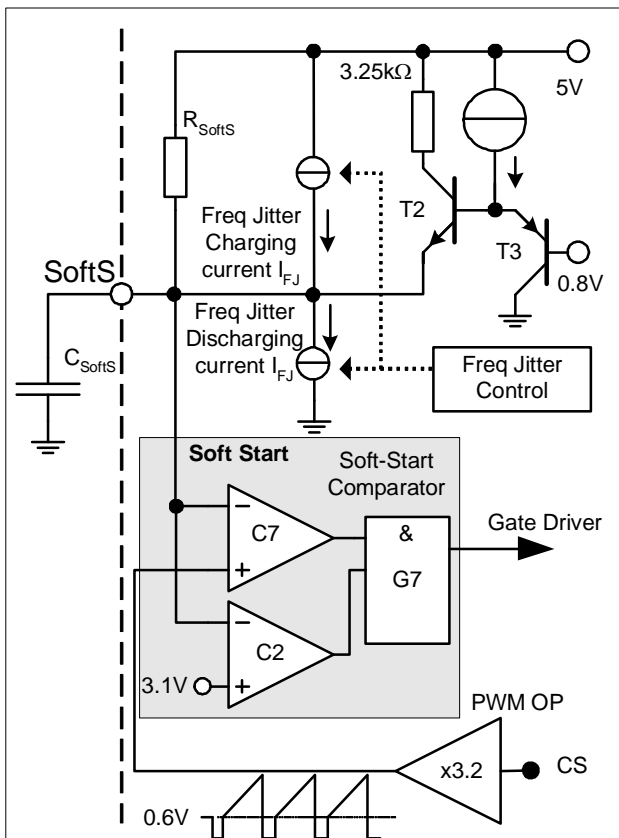 3.25kΩ
5V
R_SoftS
T2
T3
0.8V
Freq Jitter
Charging
current I_FJ
SoftS
Freq Jitter
Discharging
current I_FJ
C_SoftS
Freq Jitter
Control
Soft Start
Soft-Start
Comparator
−
C7
+
&
G7
Gate Driver
−
C2
+
3.1V
PWM OP
x3.2
CS
0.6V